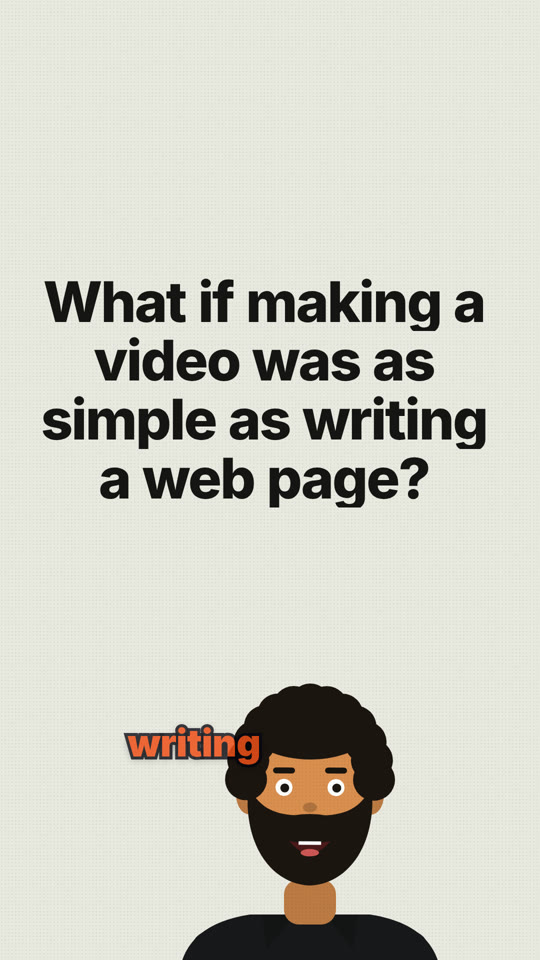 What if making a
video was as
simple as writing
a web page?
writing